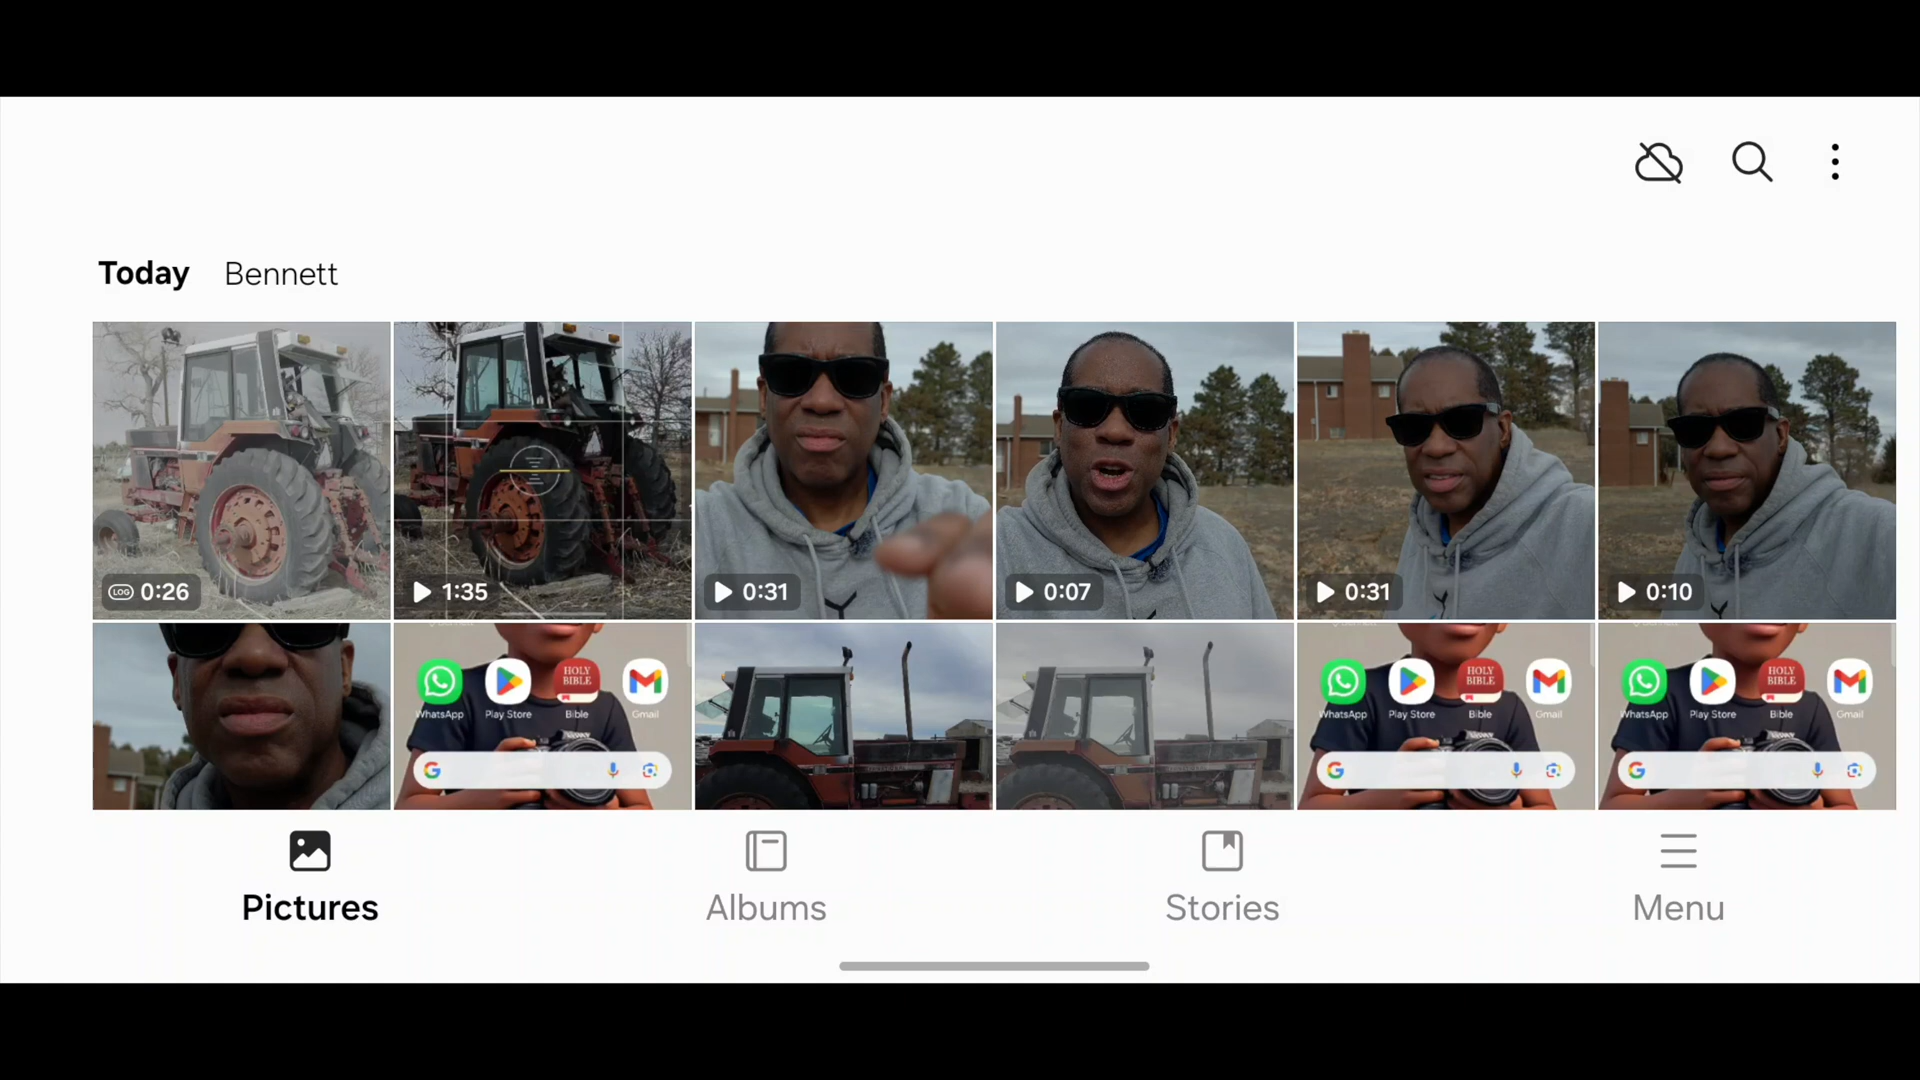 Today Bennett
LOG 0:26
1:35
0:31
0:07
0:31
0:10
WhatsApp Play Store HOLY BIBLE Bible Gmail
WhatsApp Play Store HOLY BIBLE Bible Gmail
WhatsApp Play Store HOLY BIBLE Bible Gmail
Pictures Albums Stories Menu